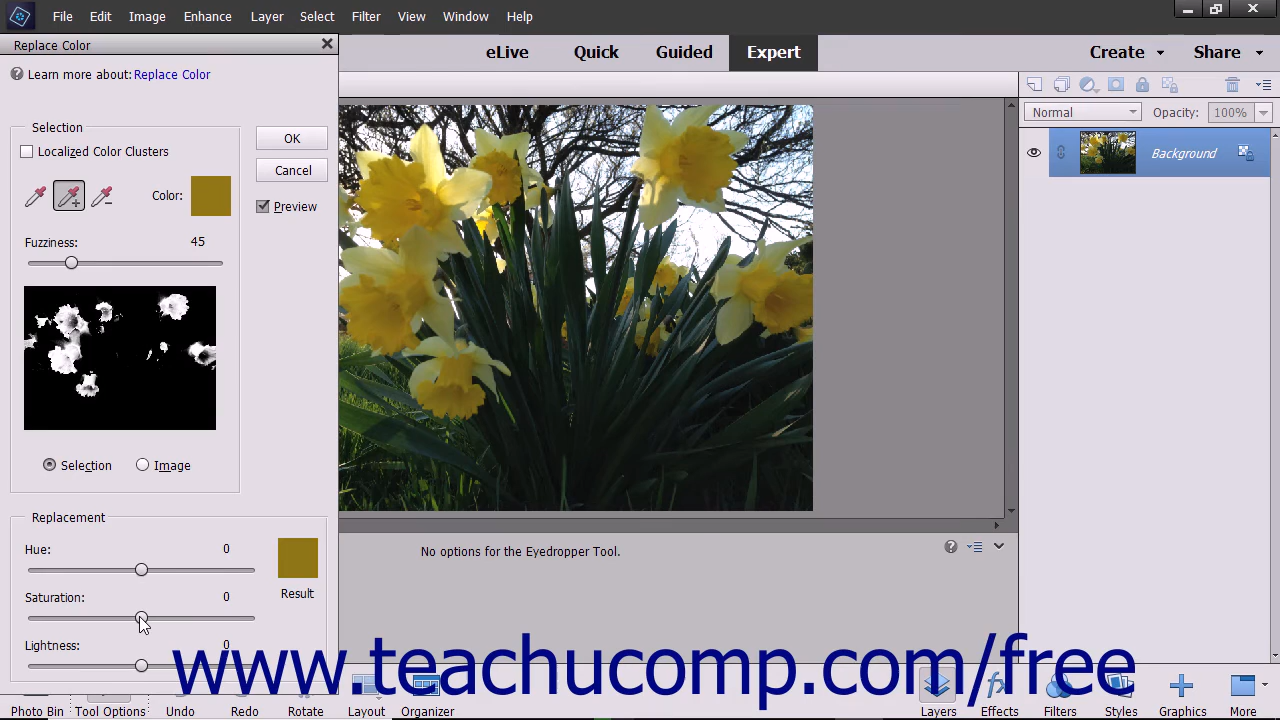 File Edit Image Enhance Layer Select Filter View Window Help
Replace Color
Learn more about: Replace Color
eLive Quick Guided Expert Create Share
Selection
Localized Color Clusters
OK
Cancel
Preview
Color:
Fuzziness: 45
Selection Image
Replacement
Hue: 0
Saturation: 0
Result
Lightness: 0
Normal Opacity: 100%
Background
No options for the Eyedropper Tool.
www.teachucomp.com/free
Photo Bin Tool Options Undo Redo Rotate Layout Organizer Layers Effects Filters Styles Graphics More